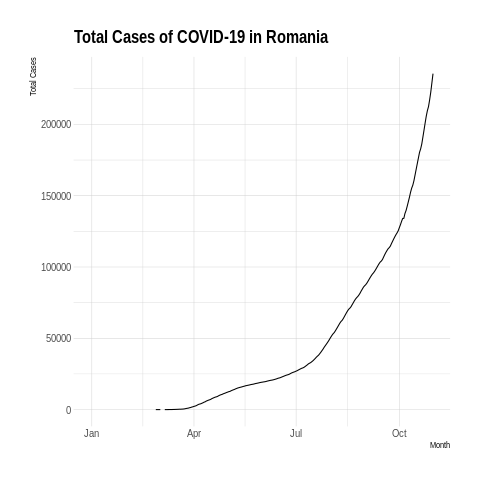 Total Cases of COVID-19 in Romania
Total Cases
200000
150000
100000
50000
0
Jan Apr Jul Oct
Month